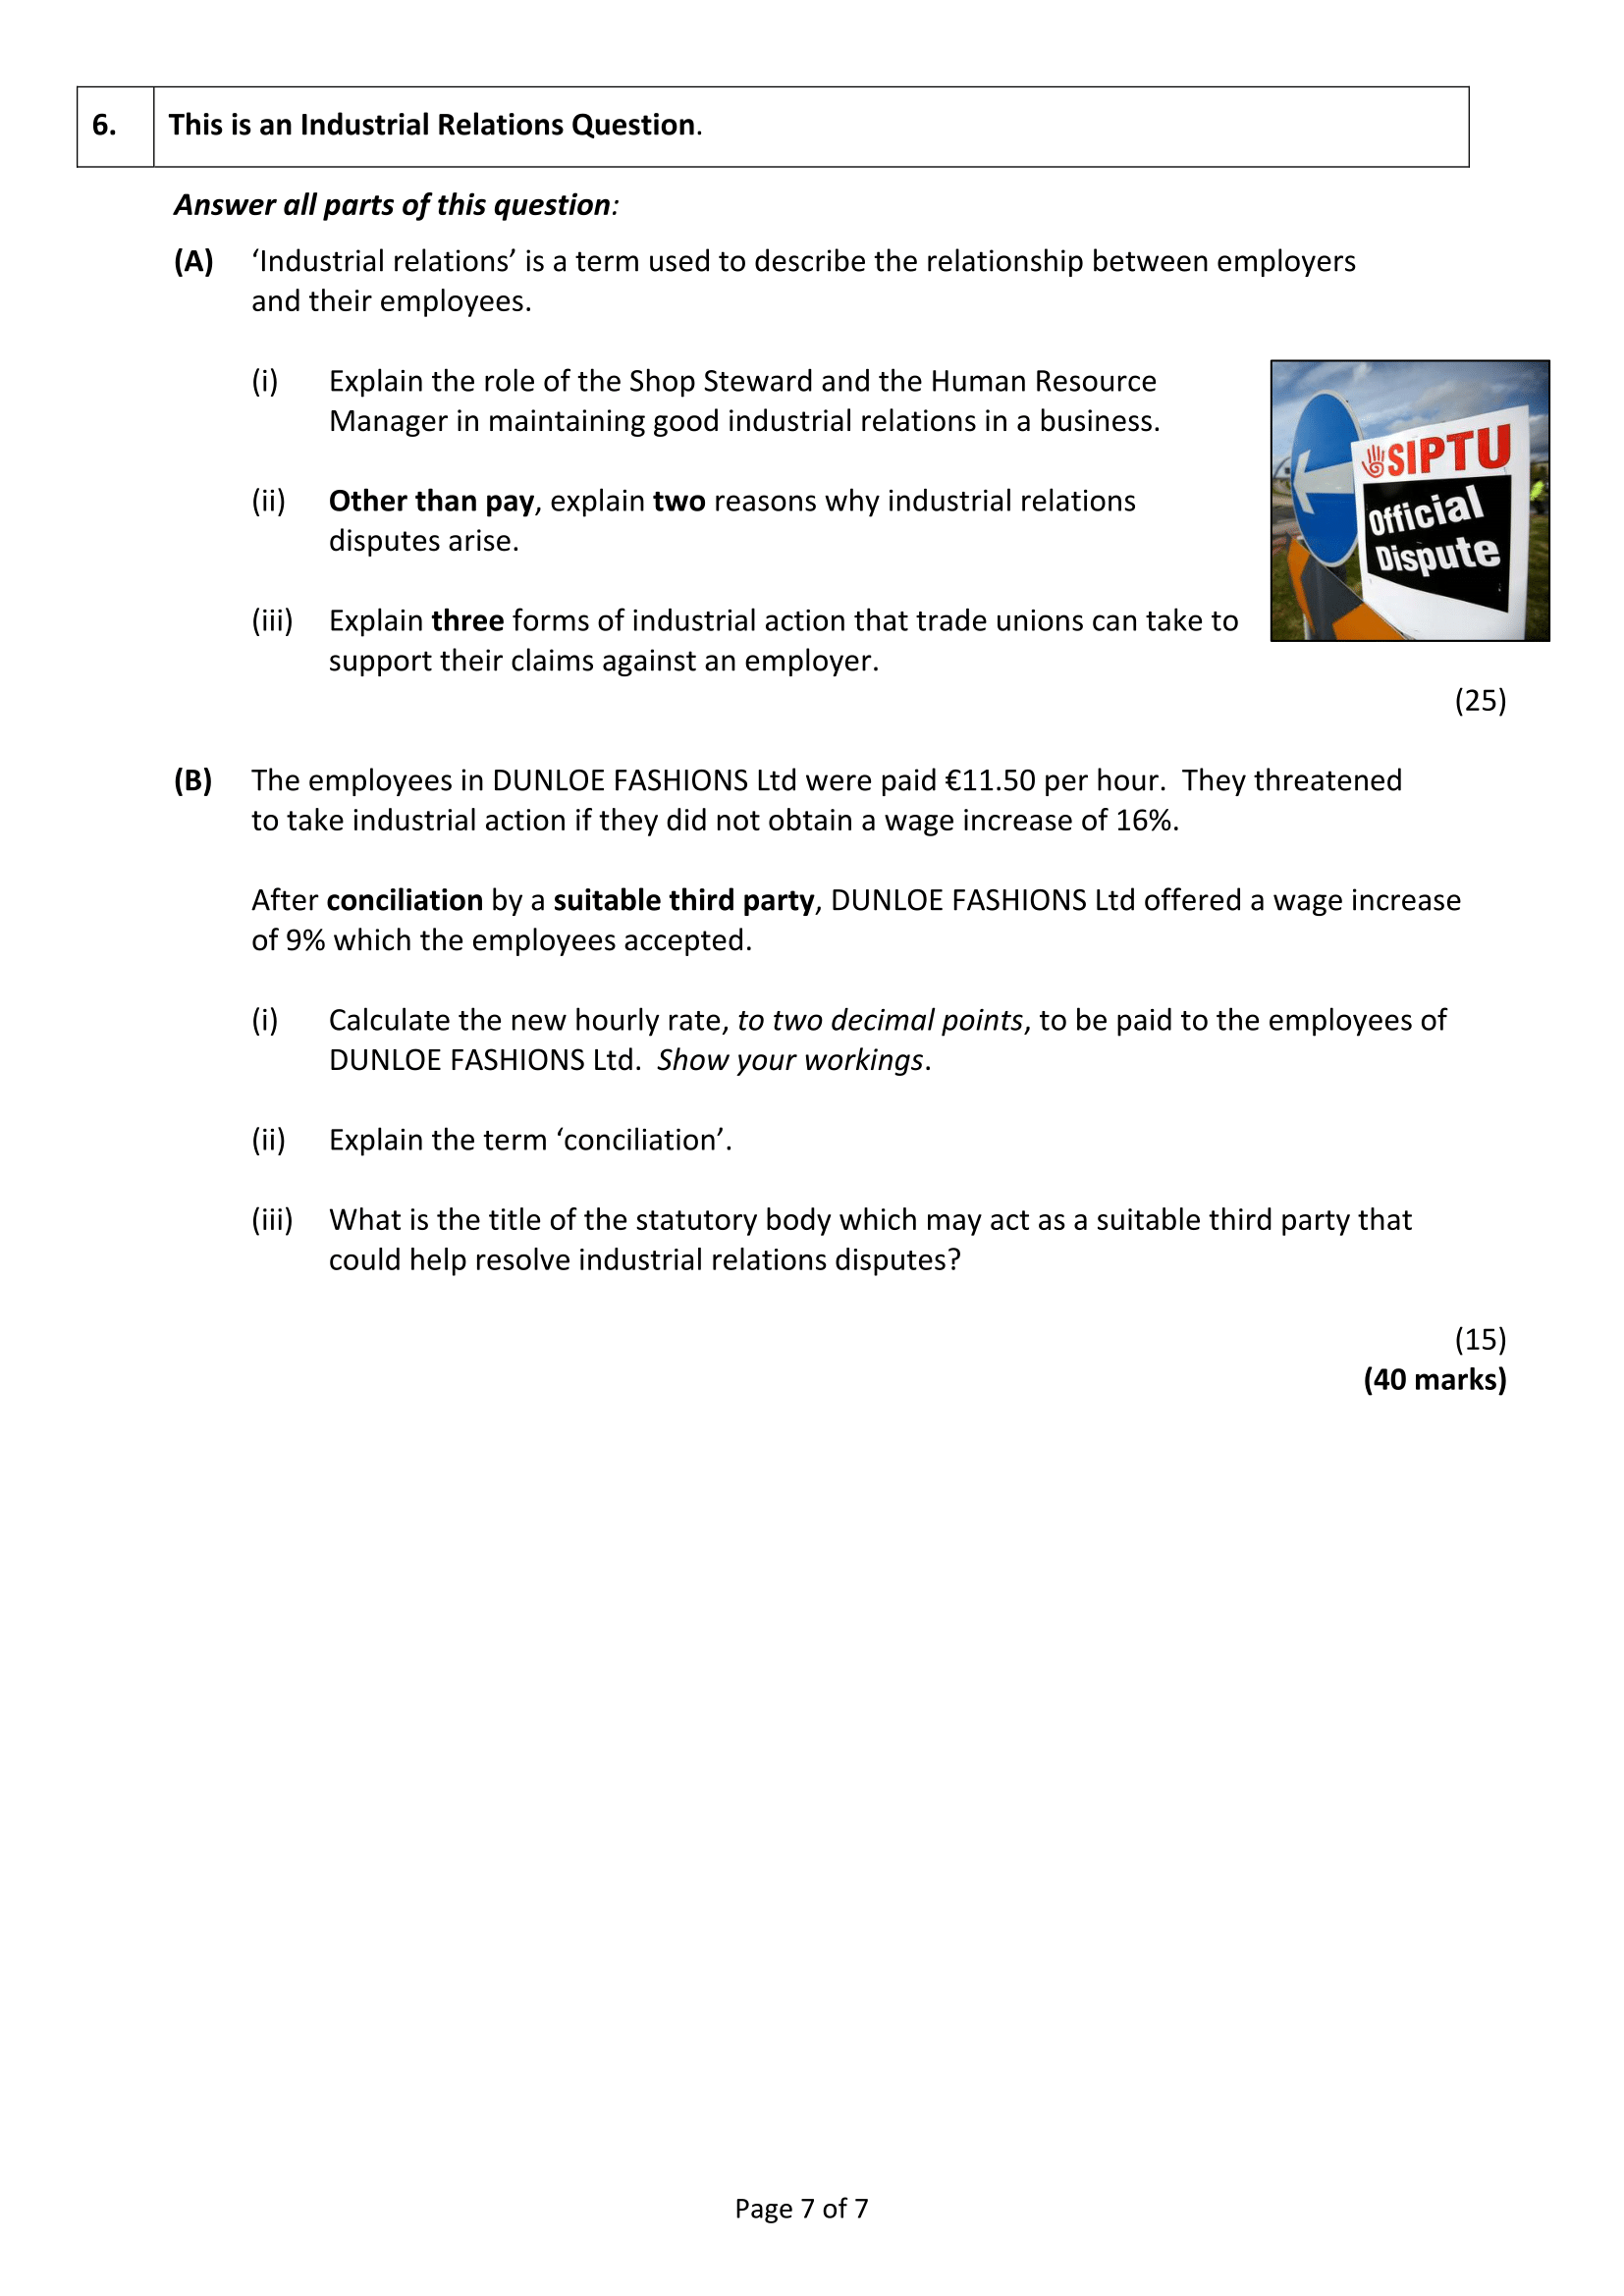 6. This is an Industrial Relations Question.
Answer all parts of this question:
(A) ‘Industrial relations’ is a term used to describe the relationship between employers
and their employees.
(i) Explain the role of the Shop Steward and the Human Resource
Manager in maintaining good industrial relations in a business.
(ii) Other than pay, explain two reasons why industrial relations
disputes arise.
(iii) Explain three forms of industrial action that trade unions can take to
support their claims against an employer.
SIPTU
Official
Dispute
(25)
(B) The employees in DUNLOE FASHIONS Ltd were paid €11.50 per hour.  They threatened
to take industrial action if they did not obtain a wage increase of 16%.
After conciliation by a suitable third party, DUNLOE FASHIONS Ltd offered a wage increase
of 9% which the employees accepted.
(i) Calculate the new hourly rate, to two decimal points, to be paid to the employees of
DUNLOE FASHIONS Ltd.  Show your workings.
(ii) Explain the term ‘conciliation’.
(iii) What is the title of the statutory body which may act as a suitable third party that
could help resolve industrial relations disputes?
(15)
(40 marks)
Page 7 of 7